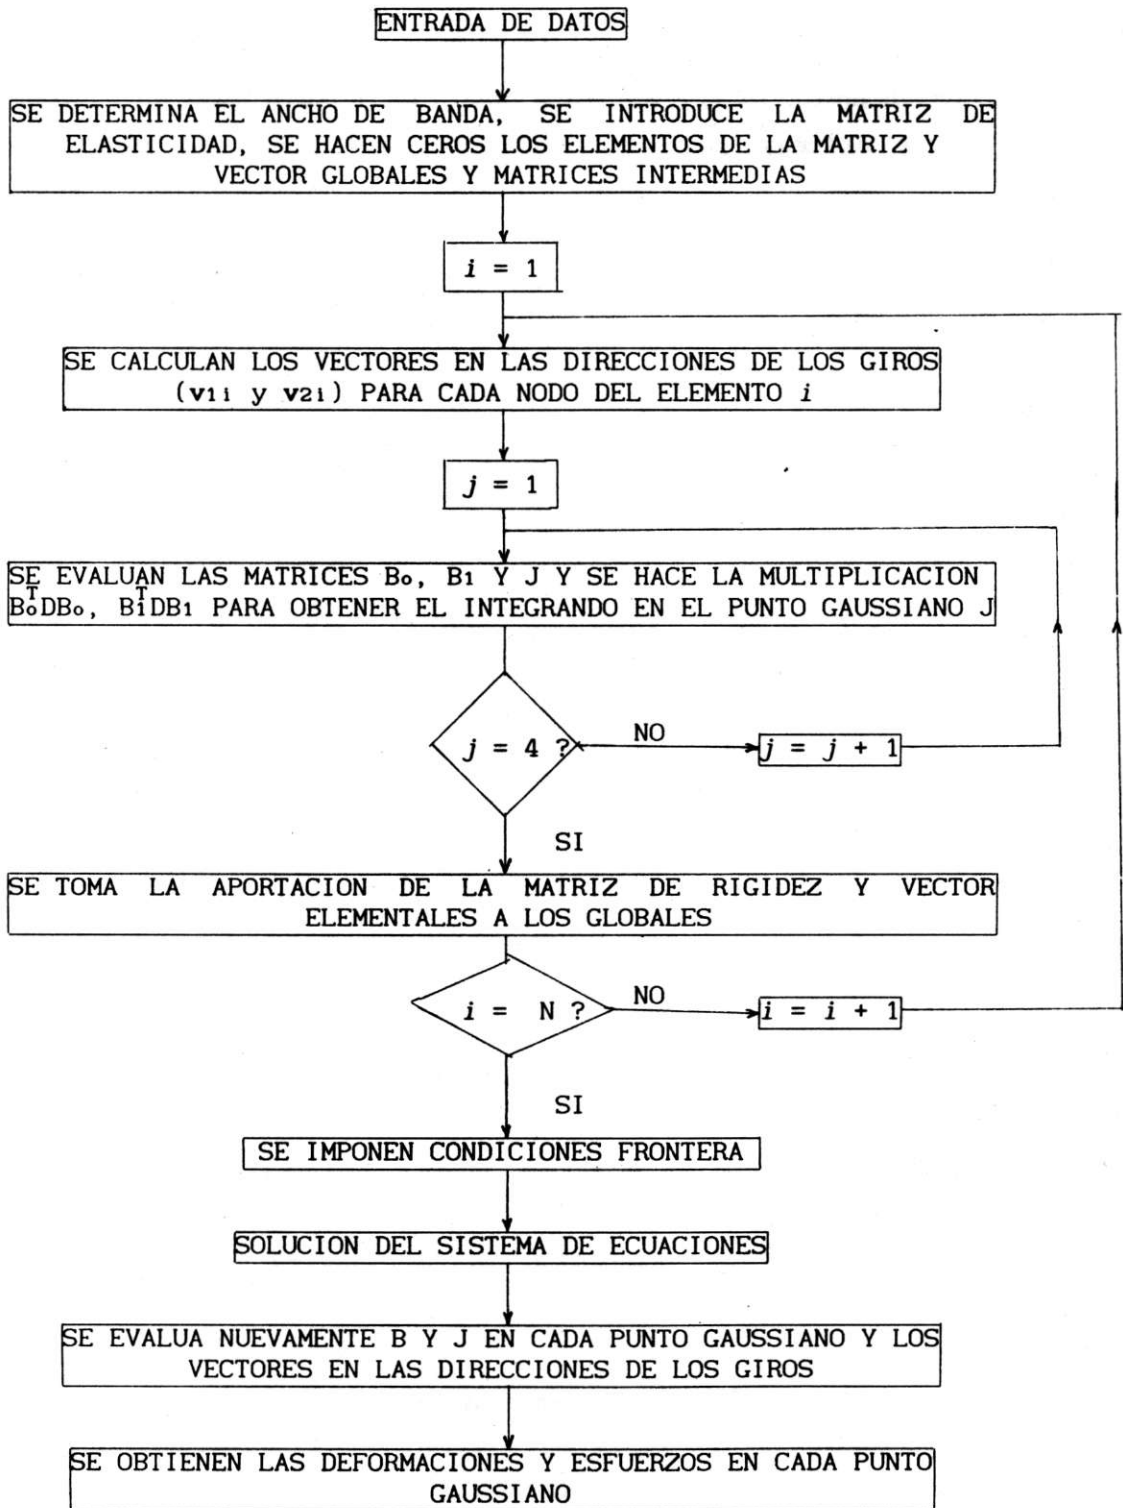 ENTRADA DE DATOS
SE DETERMINA EL ANCHO DE BANDA, SE INTRODUCE LA MATRIZ DE
ELASTICIDAD, SE HACEN CEROS LOS ELEMENTOS DE LA MATRIZ Y
VECTOR GLOBALES Y MATRICES INTERMEDIAS
i = 1
SE CALCULAN LOS VECTORES EN LAS DIRECCIONES DE LOS GIROS
(v1i y v2i) PARA CADA NODO DEL ELEMENTO i
j = 1
SE EVALUAN LAS MATRICES Bo, B1 Y J Y SE HACE LA MULTIPLICACION
BoᵀDBo, B1ᵀDB1 PARA OBTENER EL INTEGRANDO EN EL PUNTO GAUSSIANO J
j = 4 ?
NO
j = j + 1
SI
SE TOMA LA APORTACION DE LA MATRIZ DE RIGIDEZ Y VECTOR
ELEMENTALES A LOS GLOBALES
i = N ?
NO
i = i + 1
SI
SE IMPONEN CONDICIONES FRONTERA
SOLUCION DEL SISTEMA DE ECUACIONES
SE EVALUA NUEVAMENTE B Y J EN CADA PUNTO GAUSSIANO Y LOS
VECTORES EN LAS DIRECCIONES DE LOS GIROS
SE OBTIENEN LAS DEFORMACIONES Y ESFUERZOS EN CADA PUNTO
GAUSSIANO